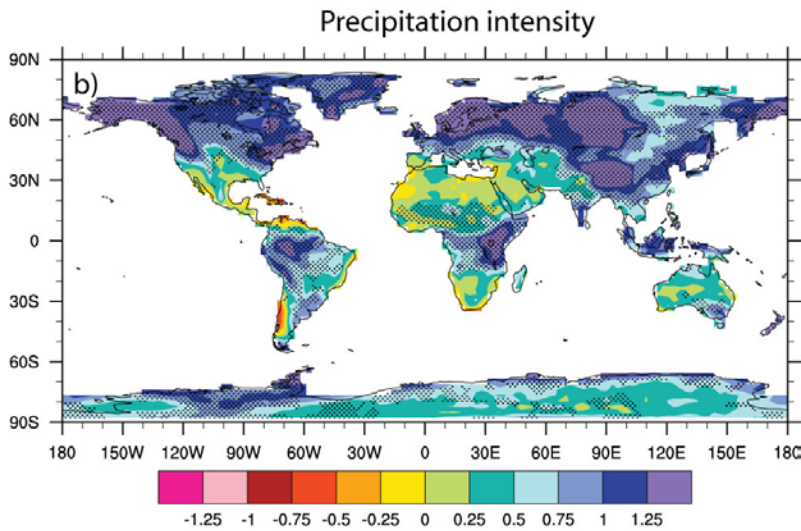 Precipitation intensity
b)
90N
60N
30N
0
30S
60S
90S
180 150W 120W 90W 60W 30W 0 30E 60E 90E 120E 150E 180
-1.25 -1 -0.75 -0.5 -0.25 0 0.25 0.5 0.75 1 1.25